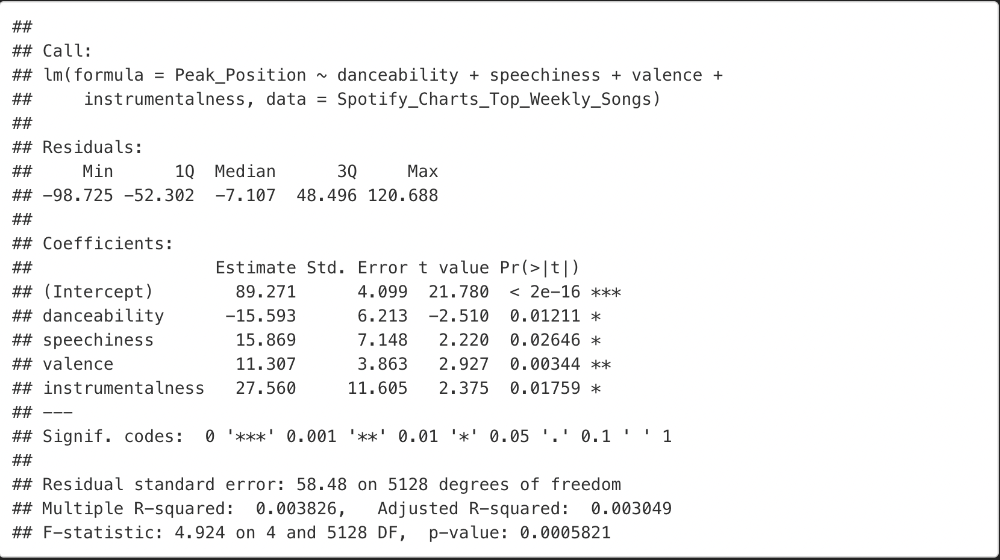 ##
## Call:
## lm(formula = Peak_Position ~ danceability + speechiness + valence +
##     instrumentalness, data = Spotify_Charts_Top_Weekly_Songs)
##
## Residuals:
##     Min      1Q  Median      3Q     Max
## -98.725 -52.302  -7.107  48.496 120.688
##
## Coefficients:
##                  Estimate Std. Error t value Pr(>|t|)
## (Intercept)        89.271      4.099  21.780  < 2e-16 ***
## danceability      -15.593      6.213  -2.510  0.01211 *
## speechiness        15.869      7.148   2.220  0.02646 *
## valence            11.307      3.863   2.927  0.00344 **
## instrumentalness   27.560     11.605   2.375  0.01759 *
## ---
## Signif. codes:  0 '***' 0.001 '**' 0.01 '*' 0.05 '.' 0.1 ' ' 1
##
## Residual standard error: 58.48 on 5128 degrees of freedom
## Multiple R-squared:  0.003826,   Adjusted R-squared:  0.003049
## F-statistic: 4.924 on 4 and 5128 DF,  p-value: 0.0005821